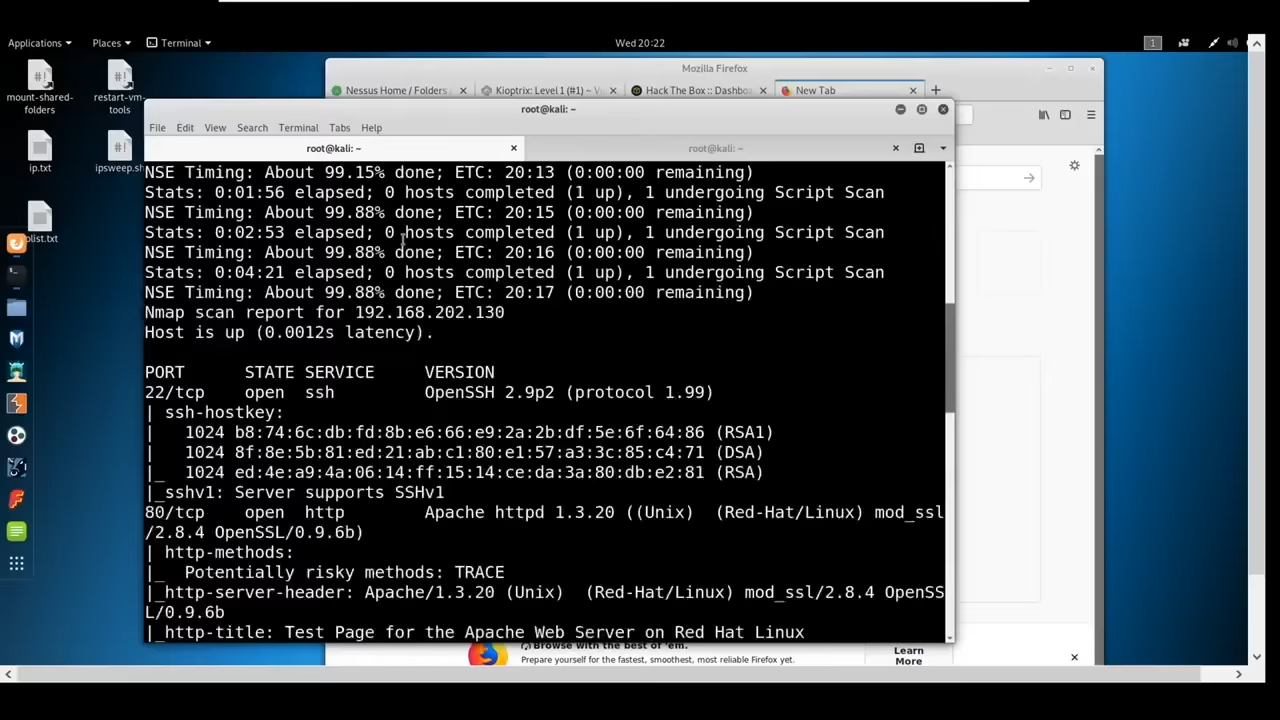 Applications
Places
Terminal
Wed 20:22
1
mount-shared-
folders
restart-vm-
tools
ip.txt
ipsweep.sh
plist.txt
Mozilla Firefox
Nessus Home / Folders
Kioptrix: Level 1 (#1) ~ Vu
Hack The Box :: Dashboa
New Tab
root@kali: ~
File Edit View Search Terminal Tabs Help
root@kali: ~
root@kali: ~
NSE Timing: About 99.15% done; ETC: 20:13 (0:00:00 remaining)
Stats: 0:01:56 elapsed; 0 hosts completed (1 up), 1 undergoing Script Scan
NSE Timing: About 99.88% done; ETC: 20:15 (0:00:00 remaining)
Stats: 0:02:53 elapsed; 0 hosts completed (1 up), 1 undergoing Script Scan
NSE Timing: About 99.88% done; ETC: 20:16 (0:00:00 remaining)
Stats: 0:04:21 elapsed; 0 hosts completed (1 up), 1 undergoing Script Scan
NSE Timing: About 99.88% done; ETC: 20:17 (0:00:00 remaining)
Nmap scan report for 192.168.202.130
Host is up (0.0012s latency).
PORT STATE SERVICE VERSION
22/tcp open ssh OpenSSH 2.9p2 (protocol 1.99)
| ssh-hostkey:
| 1024 b8:74:6c:db:fd:8b:e6:66:e9:2a:2b:df:5e:6f:64:86 (RSA1)
| 1024 8f:8e:5b:81:ed:21:ab:c1:80:e1:57:a3:3c:85:c4:71 (DSA)
|_ 1024 ed:4e:a9:4a:06:14:ff:15:14:ce:da:3a:80:db:e2:81 (RSA)
|_sshv1: Server supports SSHv1
80/tcp open http Apache httpd 1.3.20 ((Unix) (Red-Hat/Linux) mod_ssl
/2.8.4 OpenSSL/0.9.6b)
| http-methods:
|_ Potentially risky methods: TRACE
|_http-server-header: Apache/1.3.20 (Unix) (Red-Hat/Linux) mod_ssl/2.8.4 OpenSS
L/0.9.6b
|_http-title: Test Page for the Apache Web Server on Red Hat Linux
Browse with the best of 'em.
Prepare yourself for the fastest, smoothest, most reliable Firefox yet.
Learn
More